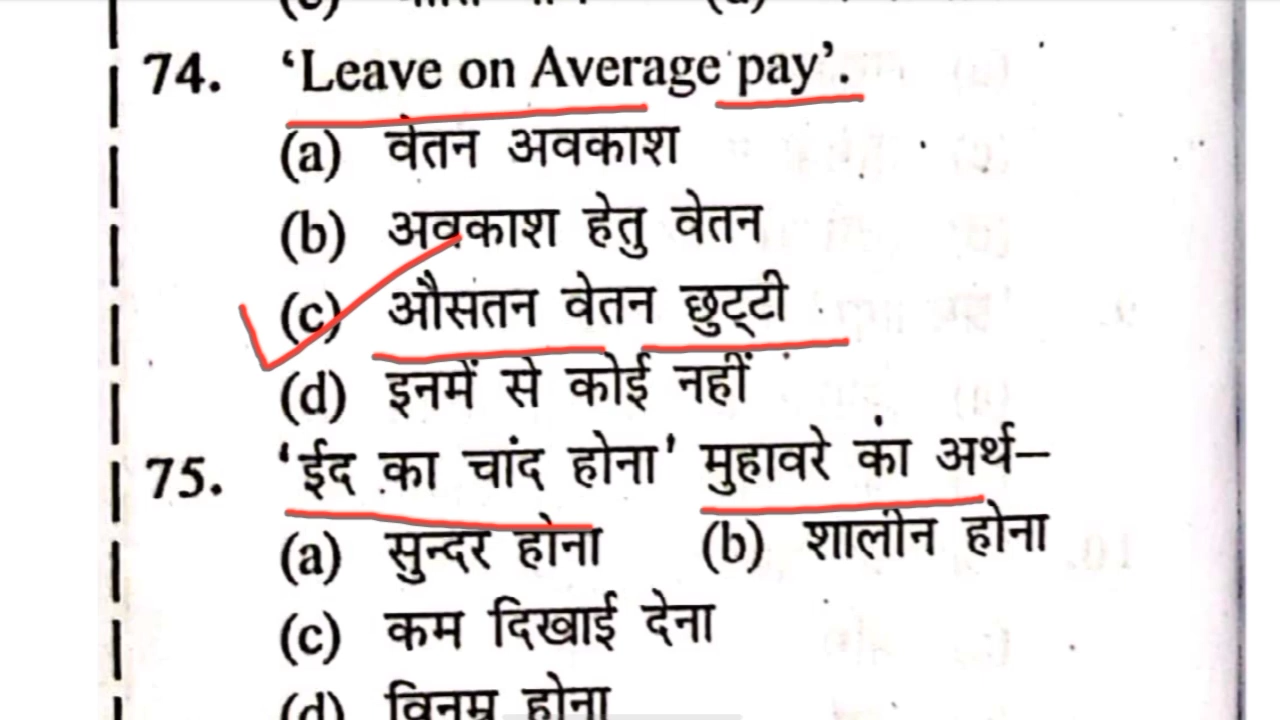 74. ‘Leave on Average pay’.
(a) वेतन अवकाश
(b) अवकाश हेतु वेतन
(c) औसतन वेतन छुट्टी
(d) इनमें से कोई नहीं
75. ‘ईद का चांद होना’ मुहावरे का अर्थ–
(a) सुन्दर होना (b) शालीन होना
(c) कम दिखाई देना
(d) विनम्र होना